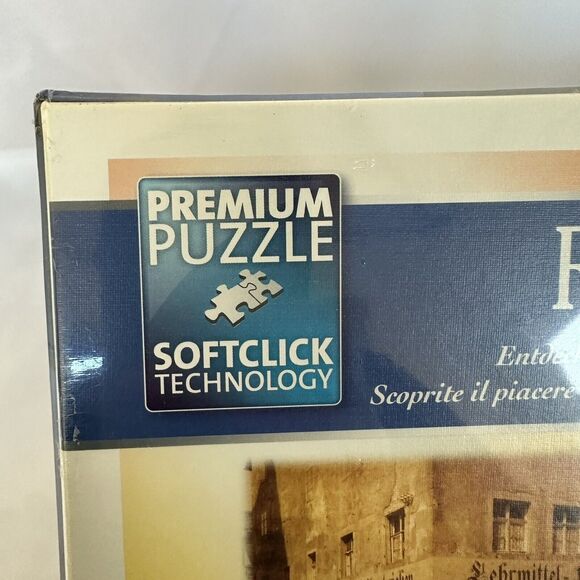 PREMIUM
PUZZLE
SOFTCLICK
TECHNOLOGY
Scoprite il piacere
Lehrmittel